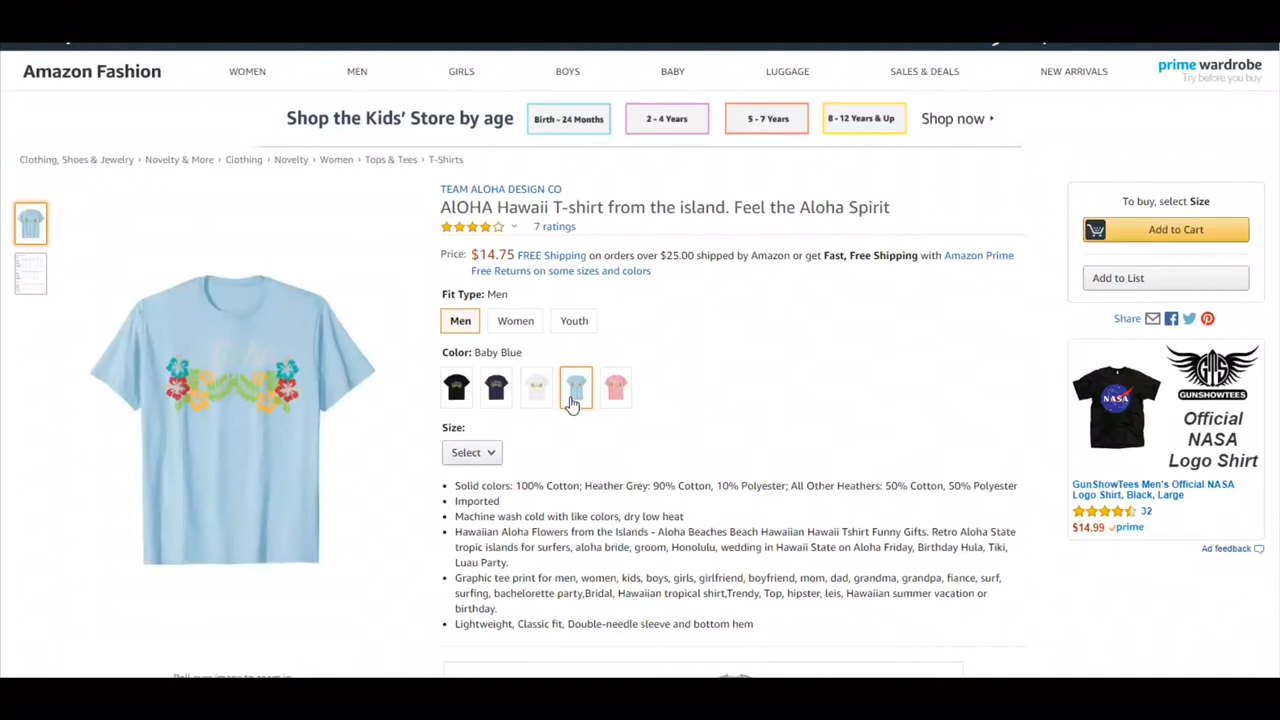 Amazon Fashion
WOMEN
MEN
GIRLS
BOYS
BABY
LUGGAGE
SALES & DEALS
NEW ARRIVALS
prime wardrobe
Try before you buy
Shop the Kids' Store by age
Birth - 24 Months
2 - 4 Years
5 - 7 Years
8 - 12 Years & Up
Shop now ▸
Clothing, Shoes & Jewelry › Novelty & More › Clothing › Novelty › Women › Tops & Tees › T-Shirts
TEAM ALOHA DESIGN CO
AlOHA Hawaii T-shirt from the island. Feel the Aloha Spirit
7 ratings
Price: $14.75 FREE Shipping on orders over $25.00 shipped by Amazon or get Fast, Free Shipping with Amazon Prime
Free Returns on some sizes and colors
Fit Type: Men
Men
Women
Youth
Color: Baby Blue
Size:
Select
• Solid colors: 100% Cotton; Heather Grey: 90% Cotton, 10% Polyester; All Other Heathers: 50% Cotton, 50% Polyester
• Imported
• Machine wash cold with like colors, dry low heat
• Hawaiian Aloha Flowers from the Islands - Aloha Beaches Beach Hawaiian Hawaii Tshirt Funny Gifts. Retro Aloha State
tropic islands for surfers, aloha bride, groom, Honolulu, wedding in Hawaii State on Aloha Friday, Birthday Hula, Tiki,
Luau Party.
• Graphic tee print for men, women, kids, boys, girls, girlfriend, boyfriend, mom, dad, grandma, grandpa, fiance, surf,
surfing, bachelorette party,Bridal, Hawaiian tropical shirt,Trendy, Top, hipster, leis, Hawaiian summer vacation or
birthday.
• Lightweight, Classic fit, Double-needle sleeve and bottom hem
To buy, select Size
Add to Cart
Add to List
Share
NASA
GTS
GUNSHOWTEES
Official
NASA
Logo Shirt
GunShowTees Men's Official NASA
Logo Shirt, Black, Large
32
$14.99 prime
Ad feedback